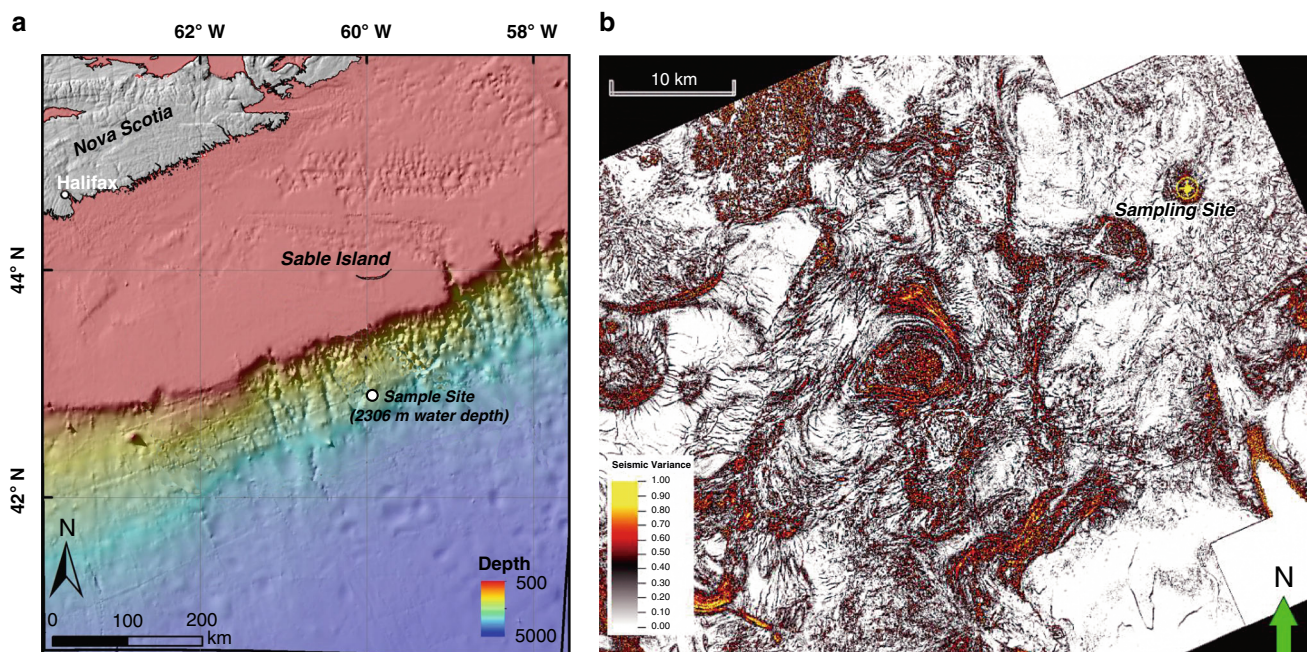 a
62° W
60° W
58° W
44° N
42° N
Nova Scotia
Halifax
Sable Island
Sample Site
(2306 m water depth)
N
0 100 200
km
Depth
500
5000
b
10 km
Sampling Site
Seismic Variance
1.00
0.90
0.80
0.70
0.60
0.50
0.40
0.30
0.20
0.10
0.00
N